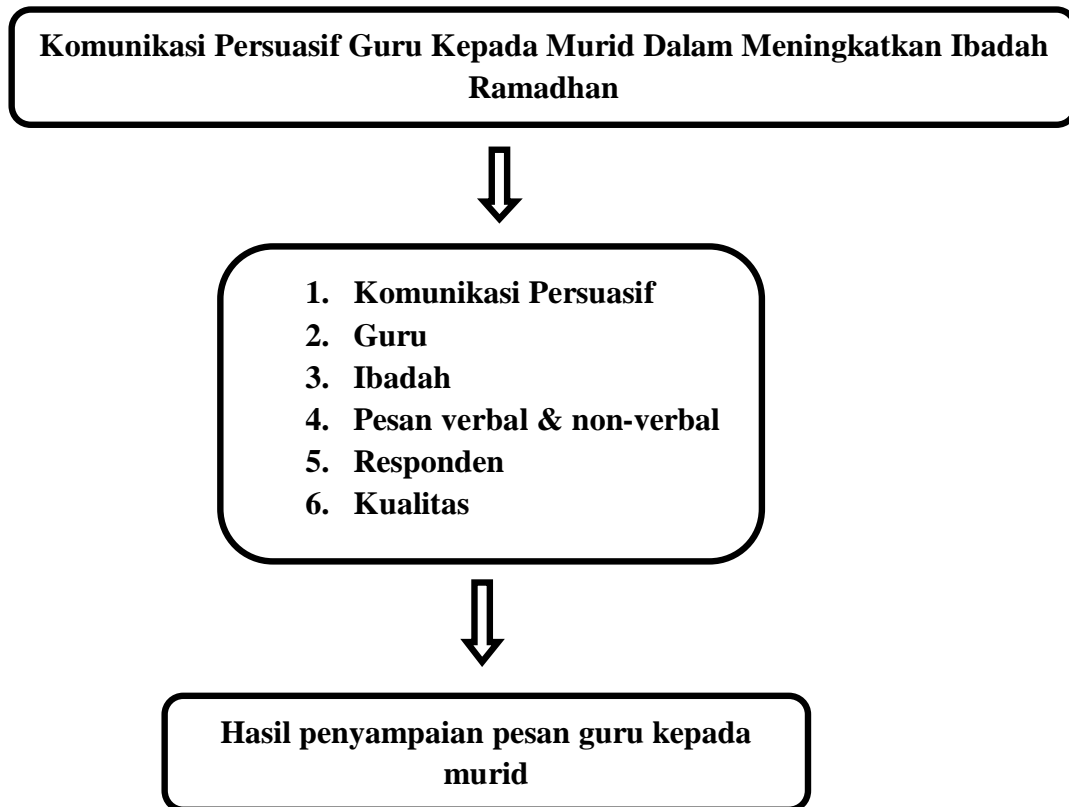 Komunikasi Persuasif Guru Kepada Murid Dalam Meningkatkan Ibadah
Ramadhan
1. Komunikasi Persuasif
2. Guru
3. Ibadah
4. Pesan verbal & non-verbal
5. Responden
6. Kualitas
Hasil penyampaian pesan guru kepada
murid